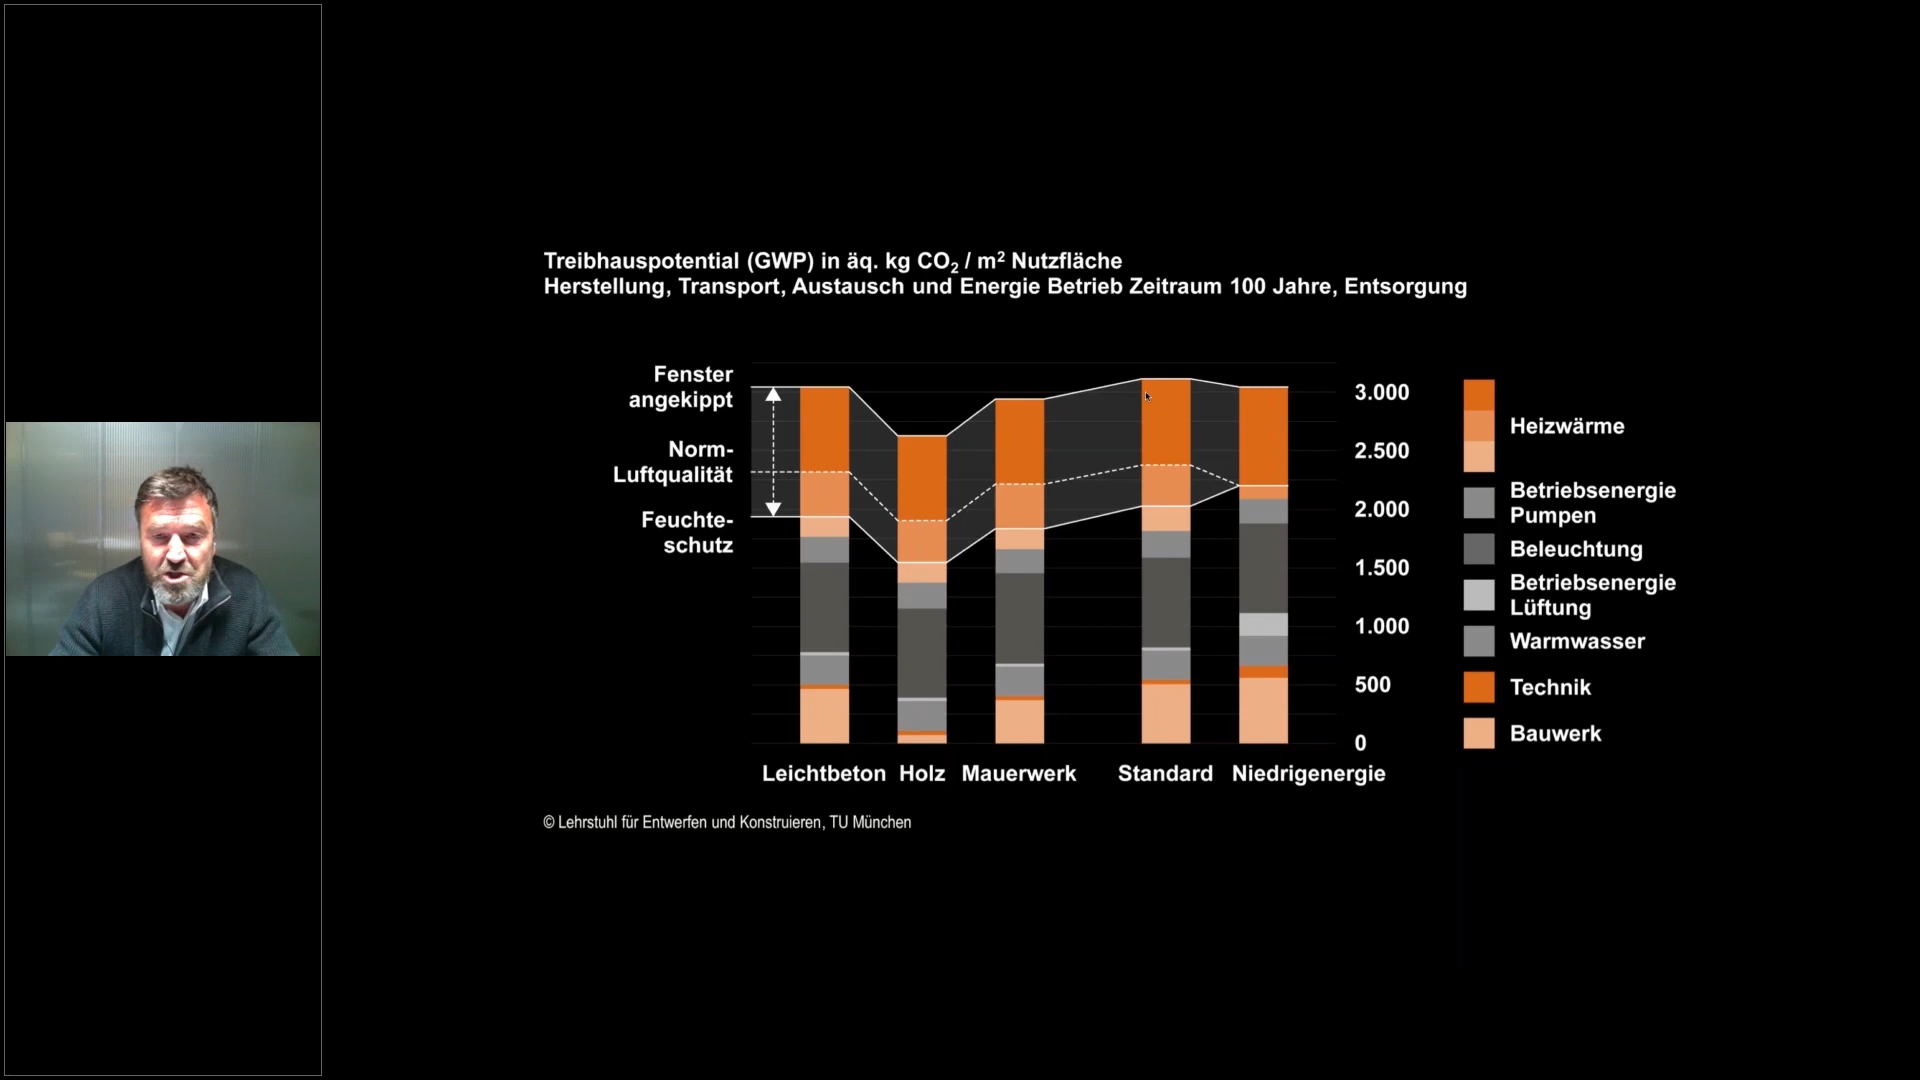 Treibhauspotential (GWP) in äq. kg CO₂ / m² Nutzfläche
Herstellung, Transport, Austausch und Energie Betrieb Zeitraum 100 Jahre, Entsorgung
Fenster
angekippt
Norm-
Luftqualität
Feuchte-
schutz
3.000
2.500
2.000
1.500
1.000
500
0
Leichtbeton Holz Mauerwerk Standard Niedrigenergie
Heizwärme
Betriebsenergie
Pumpen
Beleuchtung
Betriebsenergie
Lüftung
Warmwasser
Technik
Bauwerk
© Lehrstuhl für Entwerfen und Konstruieren, TU München